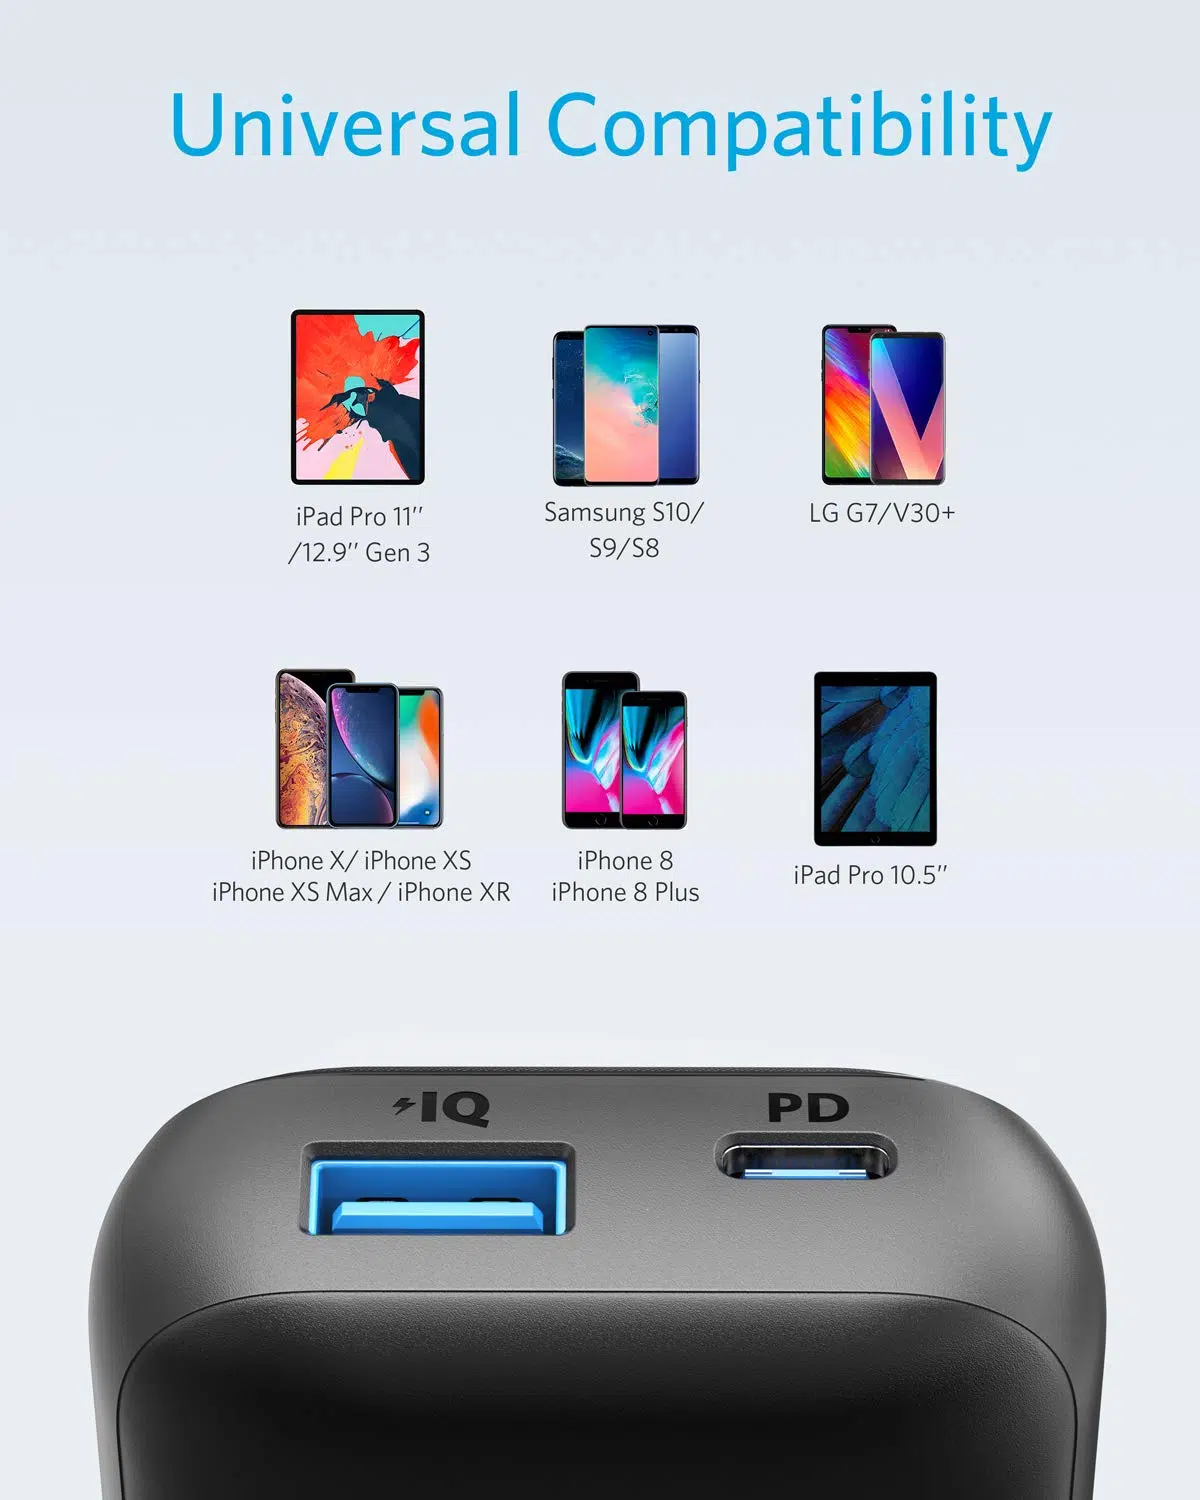 Universal Compatibility
iPad Pro 11’’
/12.9’’ Gen 3
Samsung S10/
S9/S8
LG G7/V30+
iPhone X/ iPhone XS
iPhone XS Max / iPhone XR
iPhone 8
iPhone 8 Plus
iPad Pro 10.5’’
IQ
PD